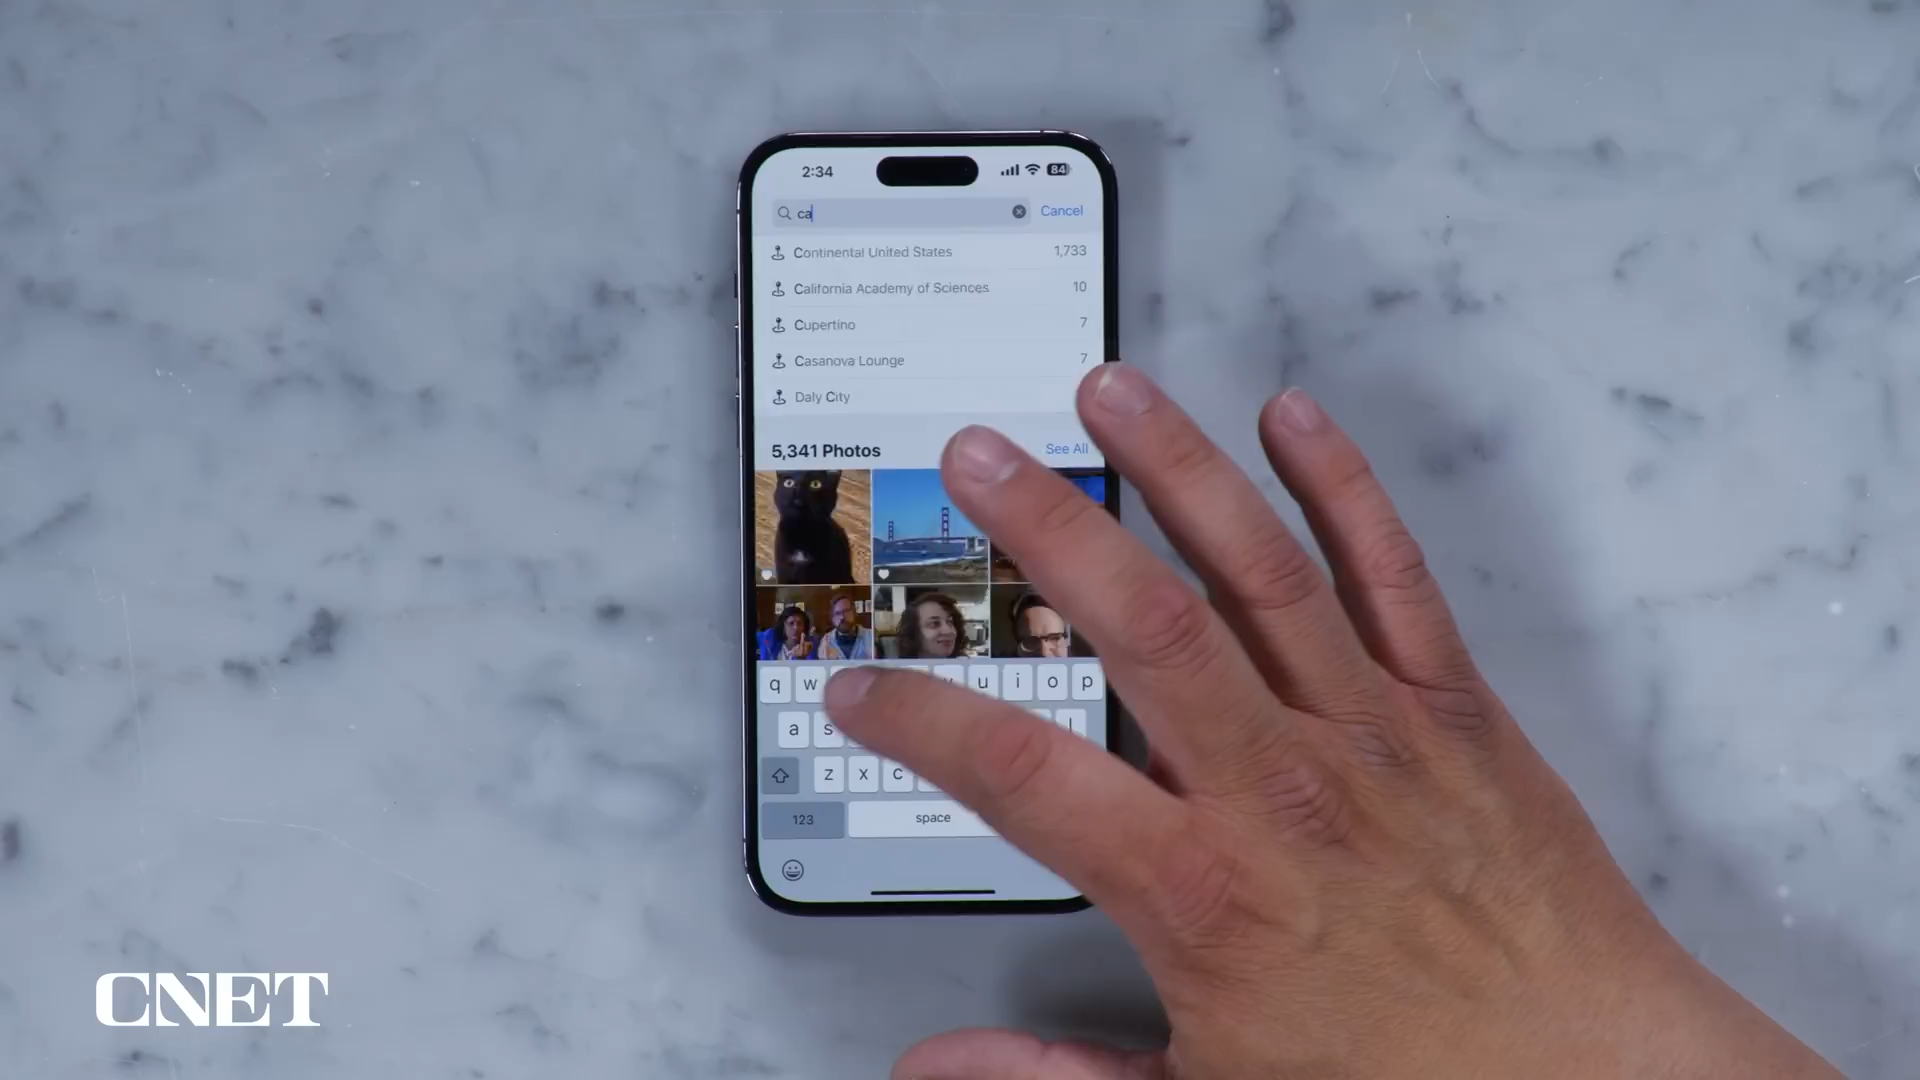 2:34
84
ca
Cancel
Continental United States 1,733
California Academy of Sciences 10
Cupertino 7
Casanova Lounge 7
Daly City
5,341 Photos See All
q w u i o p
a s
z x c
123 space
CNET